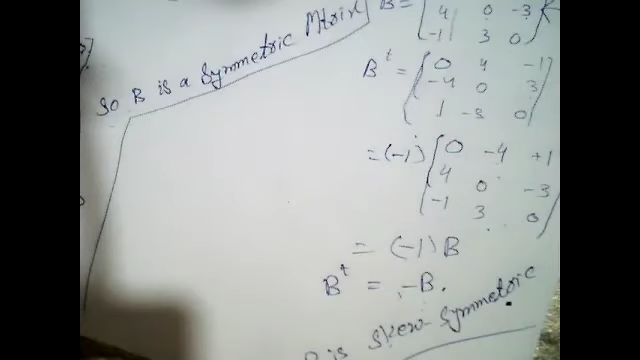 So B is a Symmetric Mtrix
B =
4 0 -3
-1 3 0
B^t = [0 4 -1
-4 0 3
1 -3 0]
= (-1) [0 -4 +1
4 0 -3
-1 3 0]
= (-1) B
B^t = -B.
is Skew-Symmetric